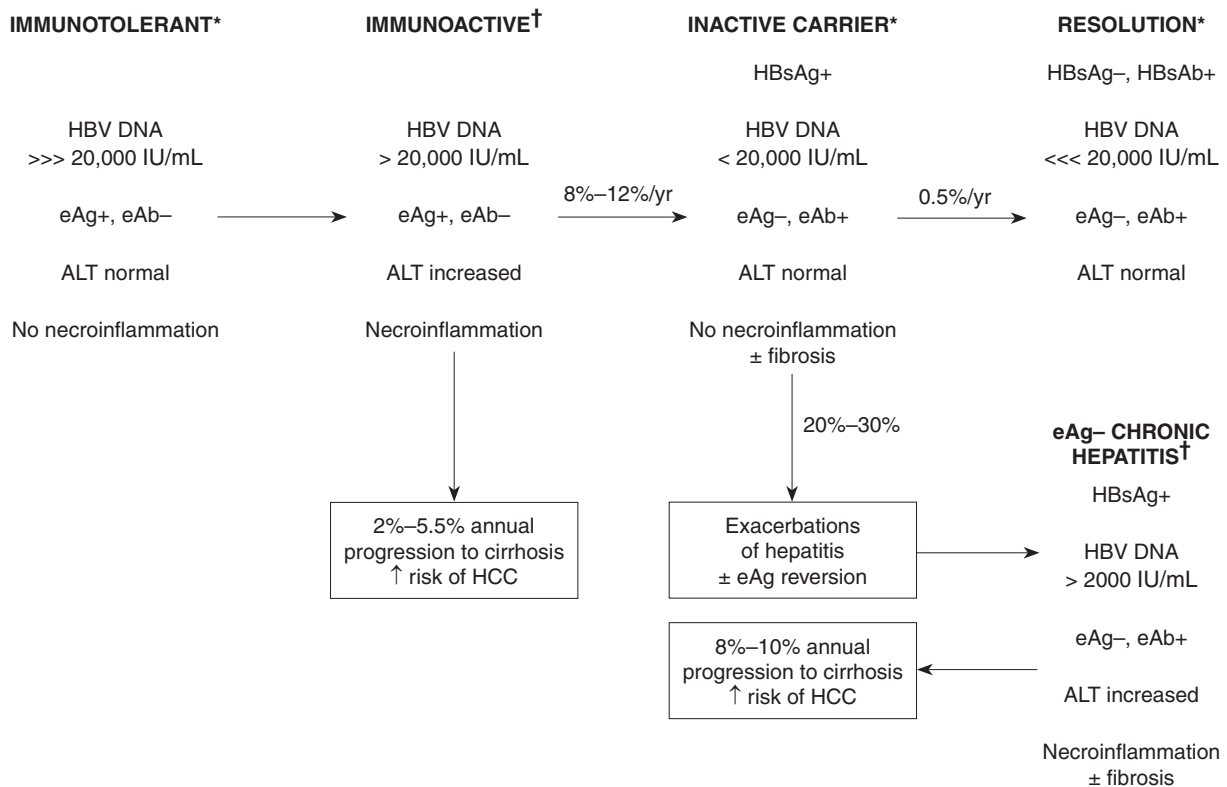 IMMUNOTOLERANT*
HBV DNA
>>> 20,000 IU/mL
eAg+, eAb–
ALT normal
No necroinflammation
IMMUNOACTIVE†
HBV DNA
> 20,000 IU/mL
eAg+, eAb–
ALT increased
Necroinflammation
2%–5.5% annual
progression to cirrhosis
↑ risk of HCC
8%–12%/yr
INACTIVE CARRIER*
HBsAg+
HBV DNA
< 20,000 IU/mL
eAg–, eAb+
ALT normal
No necroinflammation
± fibrosis
20%–30%
Exacerbations
of hepatitis
± eAg reversion
8%–10% annual
progression to cirrhosis
↑ risk of HCC
0.5%/yr
RESOLUTION*
HBsAg–, HBsAb+
HBV DNA
<<< 20,000 IU/mL
eAg–, eAb+
ALT normal
eAg– CHRONIC
HEPATITIS†
HBsAg+
HBV DNA
> 2000 IU/mL
eAg–, eAb+
ALT increased
Necroinflammation
± fibrosis